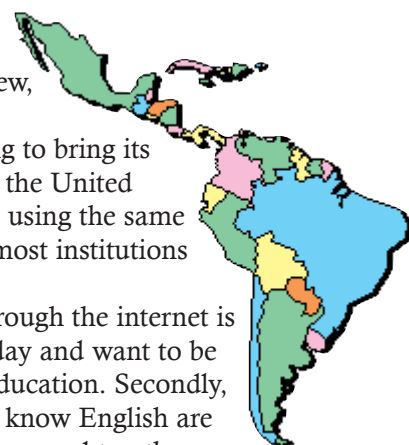 ew,
g to bring its
the United
using the same
most institutions
rough the internet is
day and want to be
ducation. Secondly,
know English are